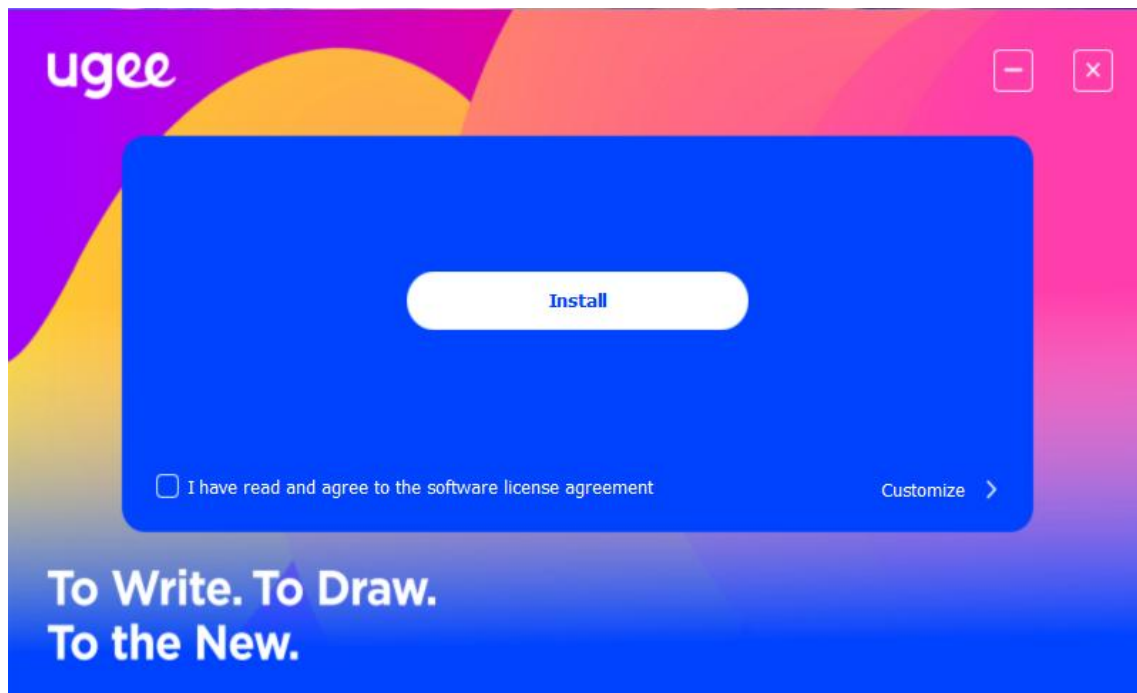 ugee
Install
I have read and agree to the software license agreement
Customize
To Write. To Draw.
To the New.